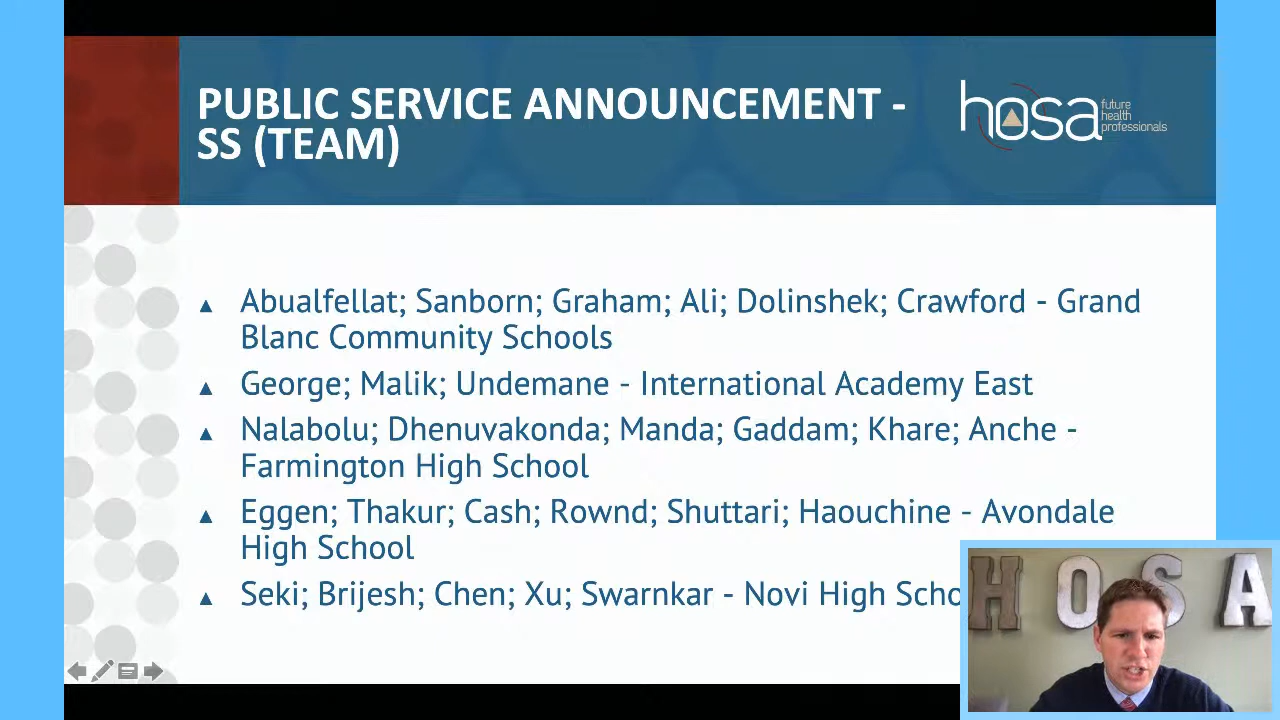 PUBLIC SERVICE ANNOUNCEMENT -
SS (TEAM)
hosa
future
health
professionals
▲ Abualfellat; Sanborn; Graham; Ali; Dolinshek; Crawford - Grand
Blanc Community Schools
▲ George; Malik; Undemane - International Academy East
▲ Nalabolu; Dhenuvakonda; Manda; Gaddam; Khare; Anche -
Farmington High School
▲ Eggen; Thakur; Cash; Rownd; Shuttari; Haouchine - Avondale
High School
▲ Seki; Brijesh; Chen; Xu; Swarnkar - Novi High Scho
HOSA